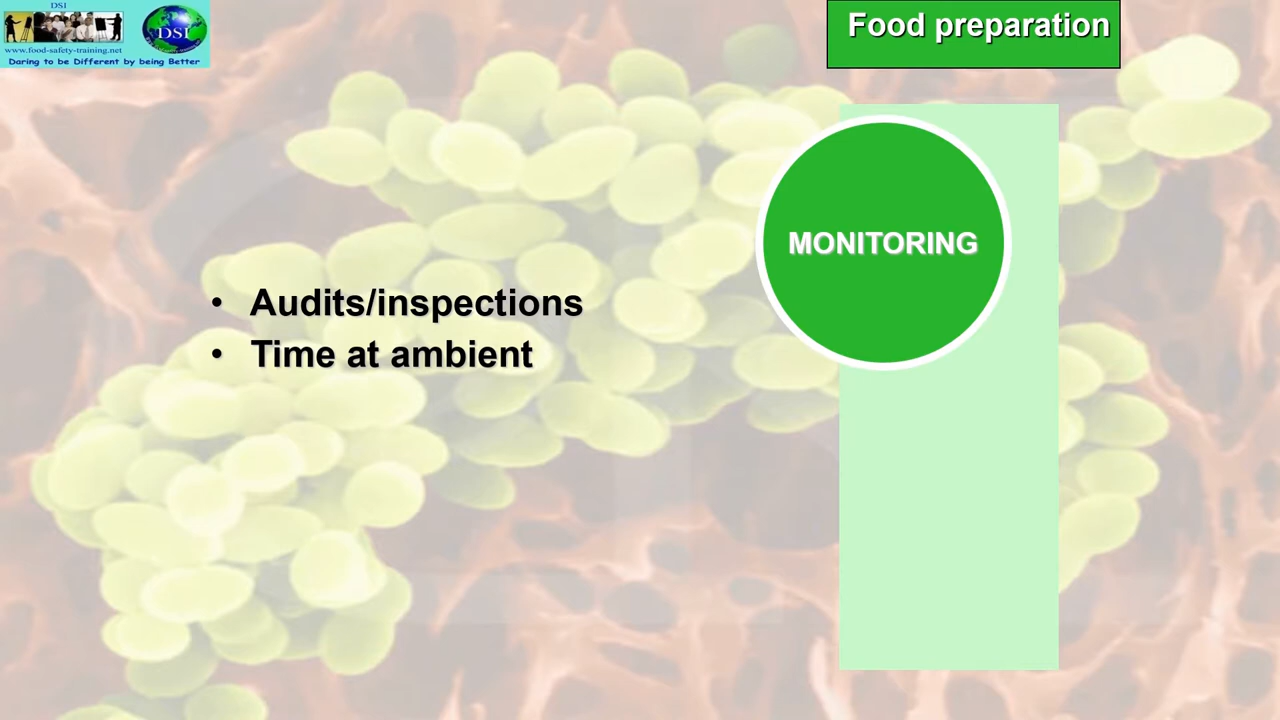 DSI
DSI
www.food-safety-training.net
Daring to be Different by being Better
Food preparation
MONITORING
• Audits/inspections
• Time at ambient